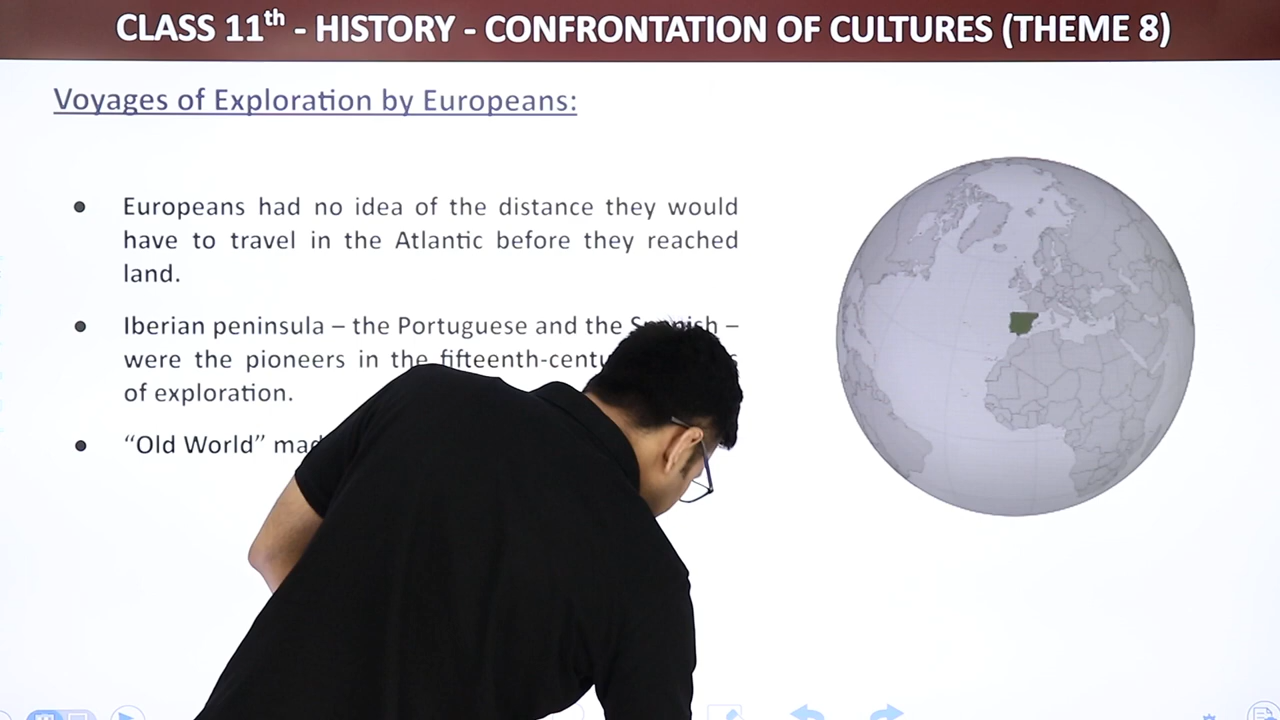 CLASS 11th - HISTORY - CONFRONTATION OF CULTURES (THEME 8)
Voyages of Exploration by Europeans:
● Europeans had no idea of the distance they would
have to travel in the Atlantic before they reached
land.
● Iberian peninsula – the Portuguese and the –
were the pioneers in the
of exploration.
● “Old World”